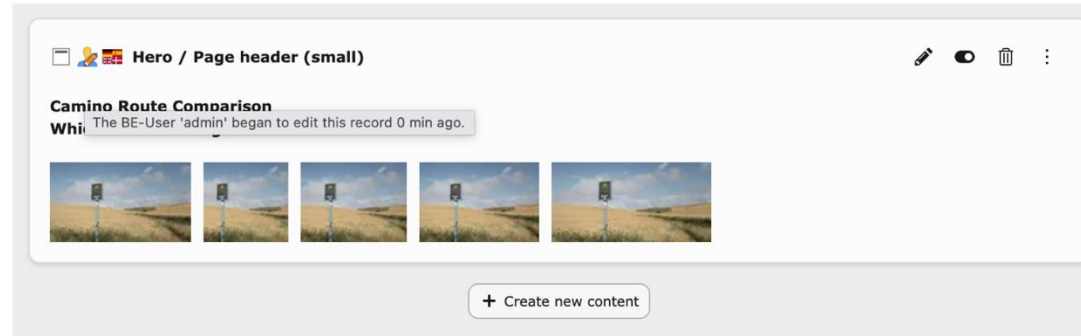 Hero / Page header (small)
Camino Route Comparison
The BE-User 'admin' began to edit this record 0 min ago.
+ Create new content